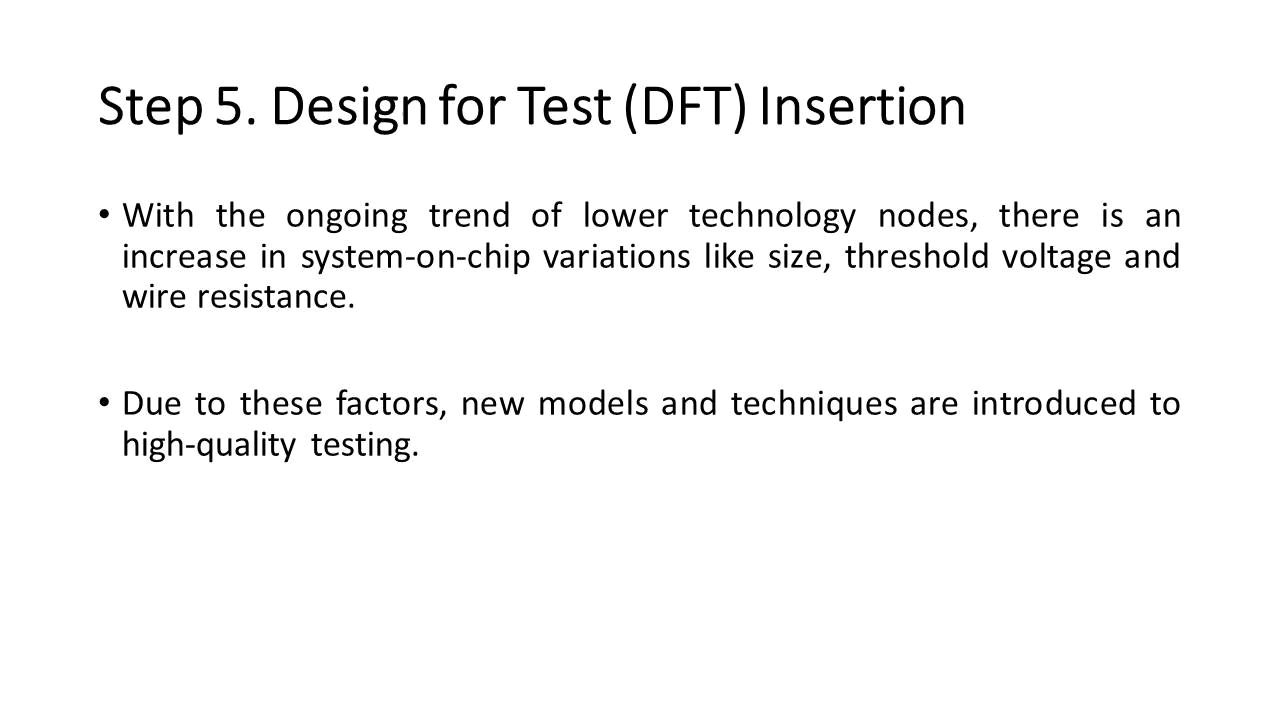 Step 5. Design for Test (DFT) Insertion
• With the ongoing trend of lower technology nodes, there is an
increase in system-on-chip variations like size, threshold voltage and
wire resistance.
• Due to these factors, new models and techniques are introduced to
high-quality testing.